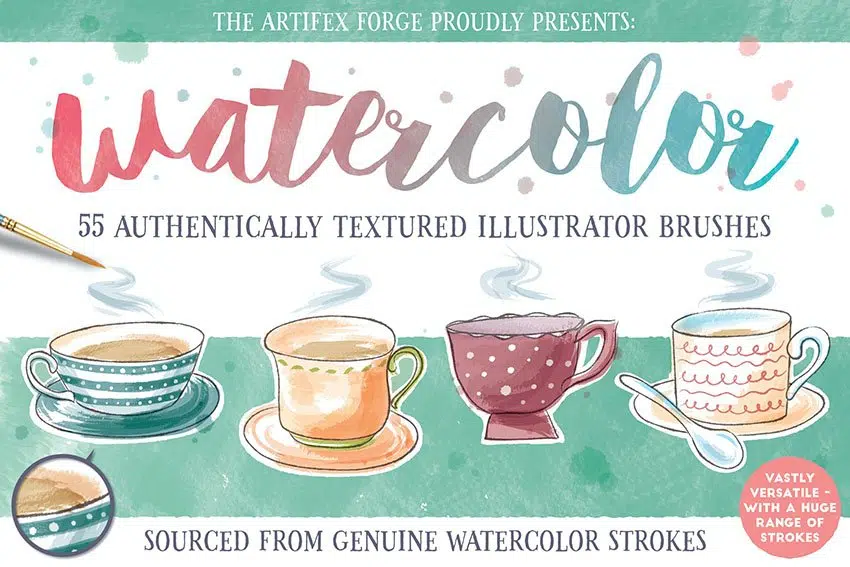 THE ARTIFEX FORGE PROUDLY PRESENTS:
watercolor
55 AUTHENTICALLY TEXTURED ILLUSTRATOR BRUSHES
VASTLY
VERSATILE -
WITH A HUGE
RANGE OF
STROKES
SOURCED FROM GENUINE WATERCOLOR STROKES